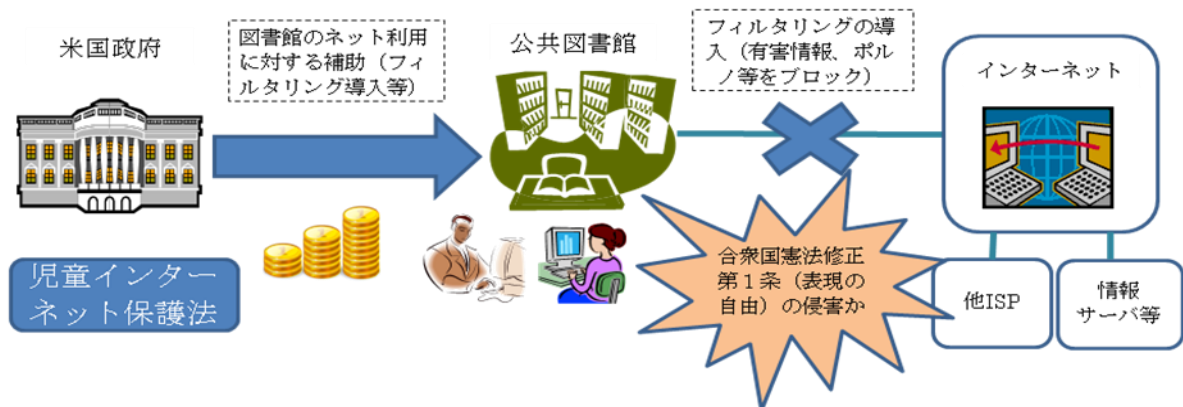 米国政府
図書館のネット利用
に対する補助（フィ
ルタリング導入等）
公共図書館
フィルタリングの導
入（有害情報、ポル
ノ等をブロック）
インターネット
児童インター
ネット保護法
合衆国憲法修正
第１条（表現の
自由）の侵害か
他ISP
情報
サーバ等